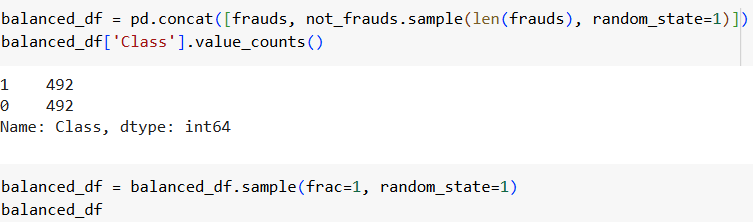 balanced_df = pd.concat([frauds, not_frauds.sample(len(frauds), random_state=1)])
balanced_df['Class'].value_counts()
1    492
0    492
Name: Class, dtype: int64
balanced_df = balanced_df.sample(frac=1, random_state=1)
balanced_df